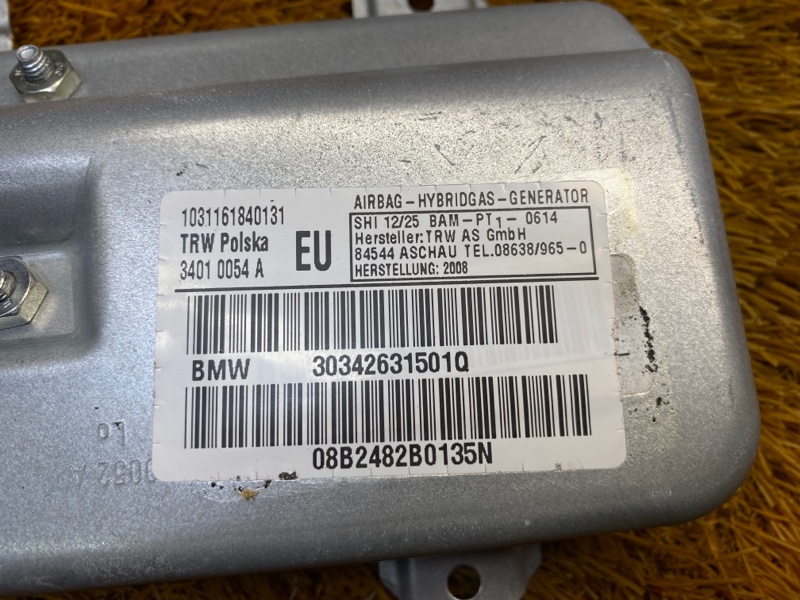 1031161840131
TRW Polska
3401 0054 A
EU
AIRBAG-HYBRIDGAS-GENERATOR
SHI 12/25 BAM-PT1- 0614
Hersteller:TRW AS GmbH
84544 ASCHAU TEL.08638/965-0
HERSTELLUNG: 2008
BMW 30342631501Q
08B2482B0135N